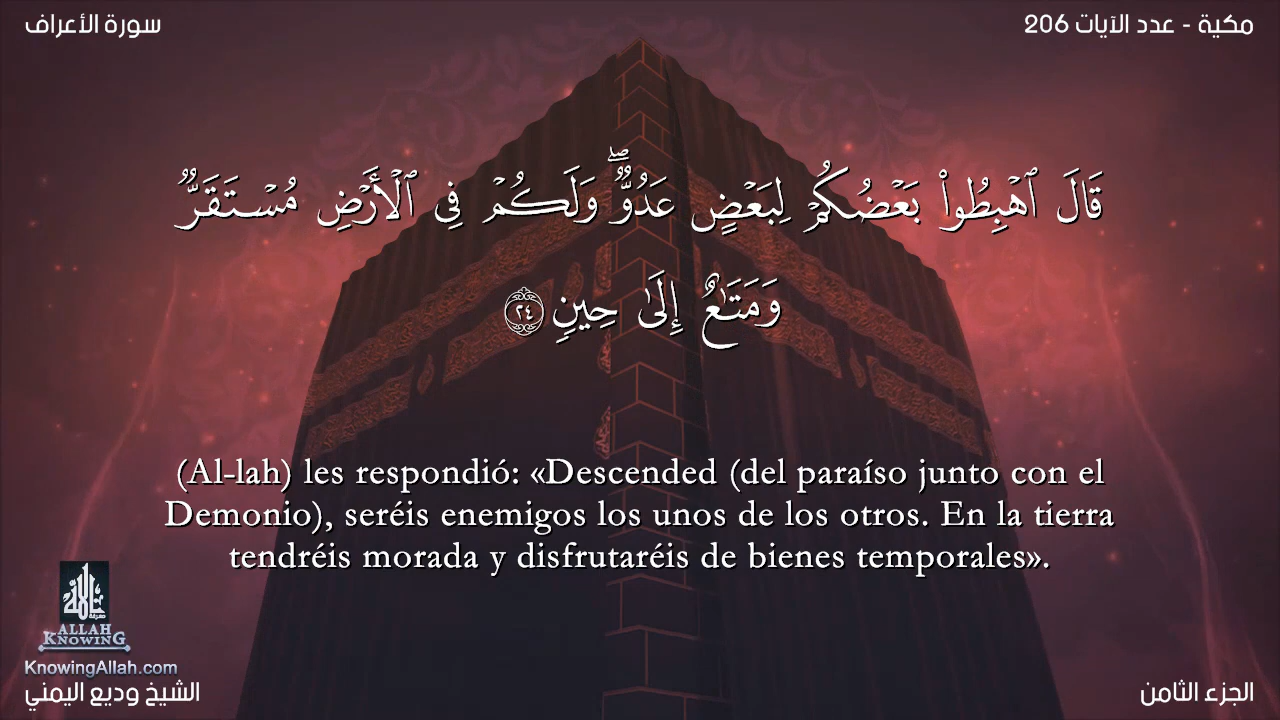 سورة الأعراف
مكية - عدد الآيات 206
قَالَ ٱهْبِطُوا۟ بَعْضُكُمْ لِبَعْضٍ عَدُوٌّۖ وَلَكُمْ فِى ٱلْأَرْضِ مُسْتَقَرٌّ
وَمَتَـٰعٌ إِلَىٰ حِينٍ ٢٤
(Al-lah) les respondió: «Descended (del paraíso junto con el
Demonio), seréis enemigos los unos de los otros. En la tierra
tendréis morada y disfrutaréis de bienes temporales».
ALLAH
KNOWING
KnowingAllah.com
الشيخ وديع اليمني
الجزء الثامن